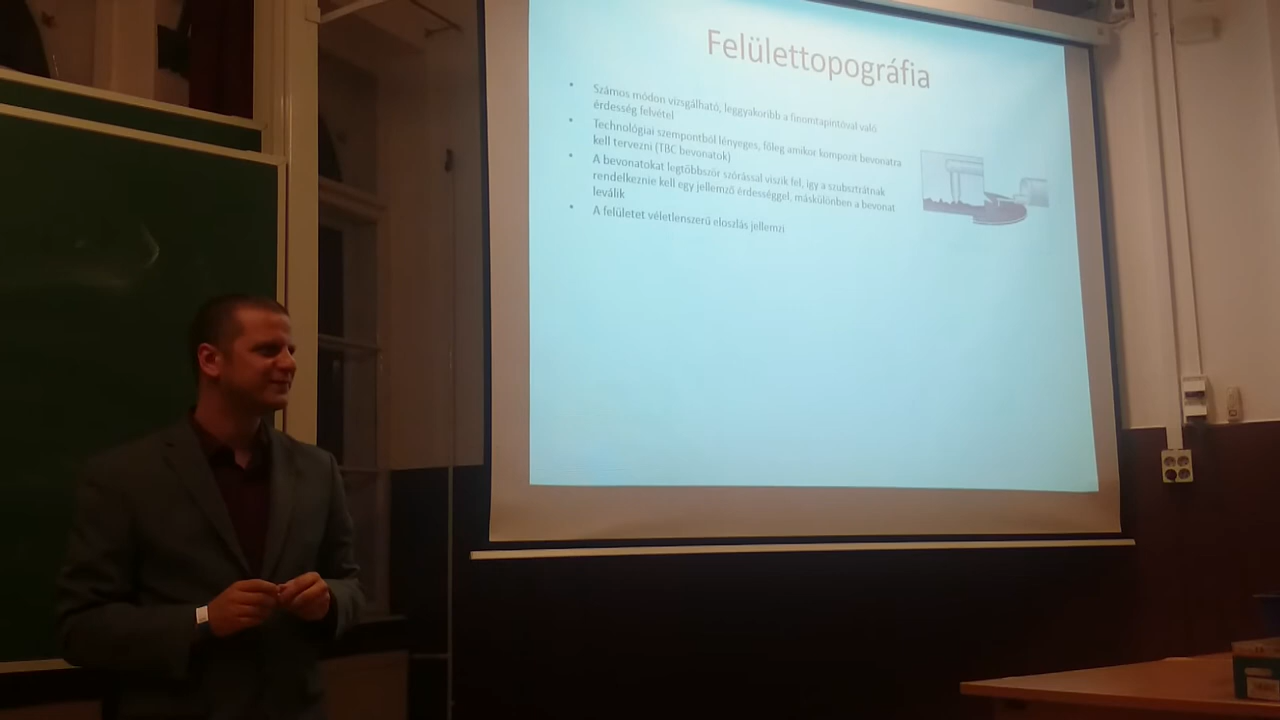 Felülettopográfia
• Számos módon vizsgálható, leggyakoribb a finomtapintóval való
érdesség felvétel
• Technológiai szempontból lényeges, főleg amikor kompozit bevonatra
kell tervezni (TBC bevonatok)
• A bevonatokat legtöbbször szórással viszik fel, így a szubsztrátnak
rendelkeznie kell egy jellemző érdességgel, máskülönben a bevonat
leválik
• A felületet véletlenszerű eloszlás jellemzi